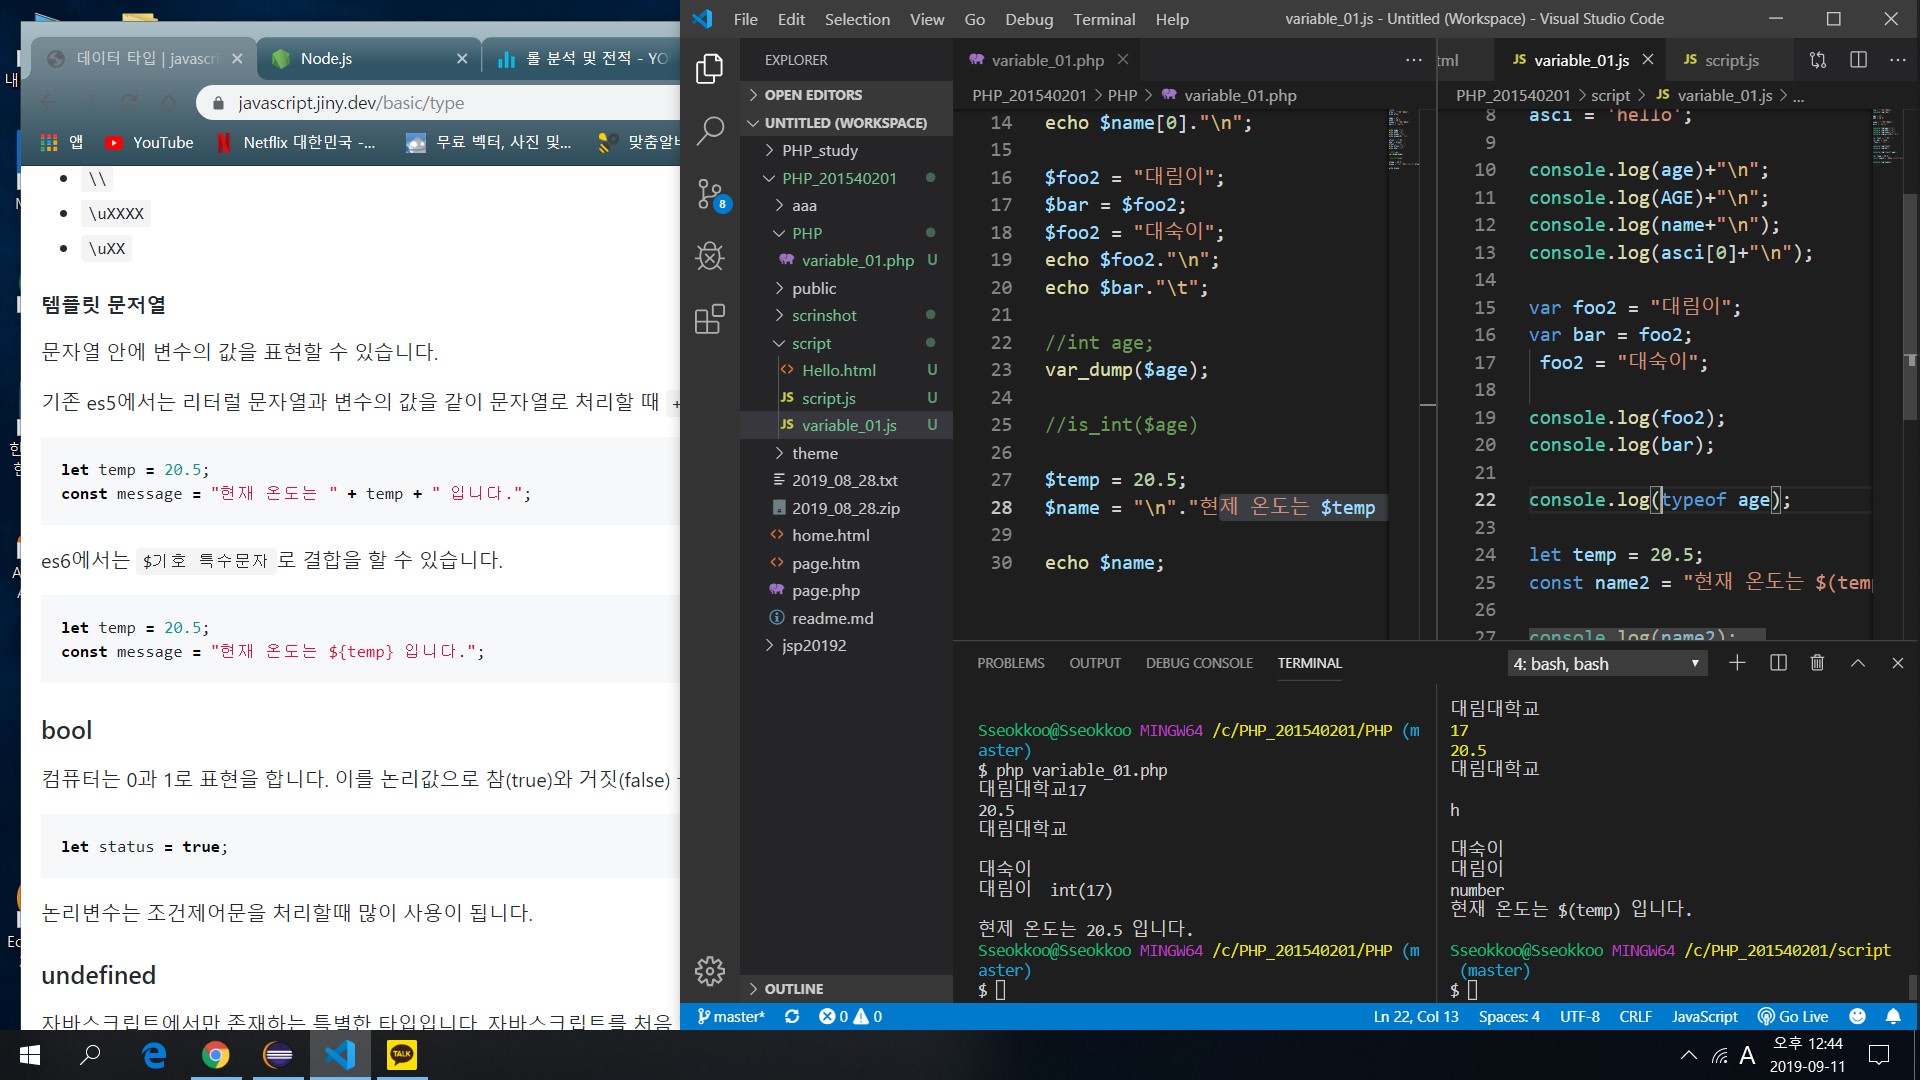 데이터 타입 | javascri
Node.js
롤 분석 및 전적 - YO
javascript.jiny.dev/basic/type
앱
YouTube
Netflix 대한민국 -...
무료 벡터, 사진 및...
맞춤알바
\\
\uXXXX
\uXX
템플릿 문저열
문자열 안에 변수의 값을 표현할 수 있습니다.
기존 es5에서는 리터럴 문자열과 변수의 값을 같이 문자열로 처리할 때 +
let temp = 20.5;
const message = "현재 온도는 " + temp + " 입니다.";
es6에서는 $기호 특수문자로 결합을 할 수 있습니다.
let temp = 20.5;
const message = "현재 온도는 ${temp} 입니다.";
bool
컴퓨터는 0과 1로 표현을 합니다. 이를 논리값으로 참(true)와 거짓(false)
let status = true;
논리변수는 조건제어문을 처리할때 많이 사용이 됩니다.
undefined
자바스크립트에서만 존재하는 특별한 타입입니다. 자바스크립트를 처음
File Edit Selection View Go Debug Terminal Help
variable_01.js - Untitled (Workspace) - Visual Studio Code
8
EXPLORER
OPEN EDITORS
UNTITLED (WORKSPACE)
PHP_study
PHP_201540201
aaa
PHP
variable_01.php U
public
scrinshot
script
Hello.html U
JS script.js U
JS variable_01.js U
theme
2019_08_28.txt
2019_08_28.zip
home.html
page.htm
page.php
readme.md
jsp20192
OUTLINE
variable_01.php
PHP_201540201 > PHP > variable_01.php
14 echo $name[0]."\n";
15
16 $foo2 = "대림이";
17 $bar = $foo2;
18 $foo2 = "대숙이";
19 echo $foo2."\n";
20 echo $bar."\t";
21
22 //int age;
23 var_dump($age);
24
25 //is_int($age)
26
27 $temp = 20.5;
28 $name = "\n"."현제 온도는 $temp
29
30 echo $name;
tml
JS variable_01.js
JS script.js
PHP_201540201 > script > JS variable_01.js > ...
8 asci = 'hello';
9
10 console.log(age)+"\n";
11 console.log(AGE)+"\n";
12 console.log(name+"\n");
13 console.log(asci[0]+"\n");
14
15 var foo2 = "대림이";
16 var bar = foo2;
17 foo2 = "대숙이";
18
19 console.log(foo2);
20 console.log(bar);
21
22 console.log(typeof age);
23
24 let temp = 20.5;
25 const name2 = "현재 온도는 $(tem
26
27 console.log(name2);
PROBLEMS OUTPUT DEBUG CONSOLE TERMINAL
4: bash, bash
Sseokkoo@Sseokkoo MINGW64 /c/PHP_201540201/PHP (m
aster)
$ php variable_01.php
대림대학교17
20.5
대림대학교
대숙이
대림이 int(17)
현제 온도는 20.5 입니다.
Sseokkoo@Sseokkoo MINGW64 /c/PHP_201540201/PHP (m
aster)
$
대림대학교
17
20.5
대림대학교
h
대숙이
대림이
number
현재 온도는 $(temp) 입니다.
Sseokkoo@Sseokkoo MINGW64 /c/PHP_201540201/script
(master)
$
master* 0 0
Ln 22, Col 13 Spaces: 4 UTF-8 CRLF JavaScript Go Live
TALK
A
오후 12:44
2019-09-11